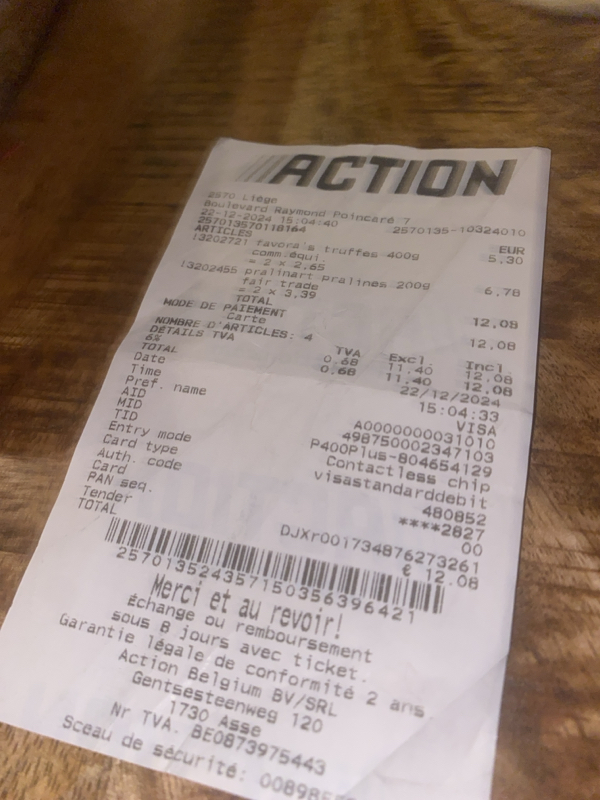 ACTION
2570 Liège
Boulevard Raymond Poincaré 7
22-12-2024 15:04:40 2570135-10324010
257013570118164
ARTICLES EUR
!3202721 favora's truffes 400g 5,30
comm.équi.
= 2 x 2,65
!3202455 pralinart pralines 200g 6,78
fair trade
= 2 x 3,39
TOTAL 12,08
MODE DE PAIEMENT
Carte 12,08
NOMBRE D'ARTICLES: 4
DÉTAILS TVA TVA Excl. Incl.
6% 0.68 11.40 12.08
TOTAL 0.68 11.40 12.08
Date 22/12/2024
Time 15:04:33
Pref. name VISA
AID A0000000031010
MID 498750002347103
TID P400Plus-804654129
Entry mode Contactless chip
Card type visastandarddebit
Auth. code 480852
Card ****2827
PAN seq. 00
Tender DJXr001734876273261
TOTAL € 12.08
257013524357150356396421
Merci et au revoir!
Échange ou remboursement
sous 8 jours avec ticket.
Garantie légale de conformité 2 ans.
Action Belgium BV/SRL
Gentsesteenweg 120
1730 Asse
Nr TVA. BE0873975443
Sceau de sécurité: